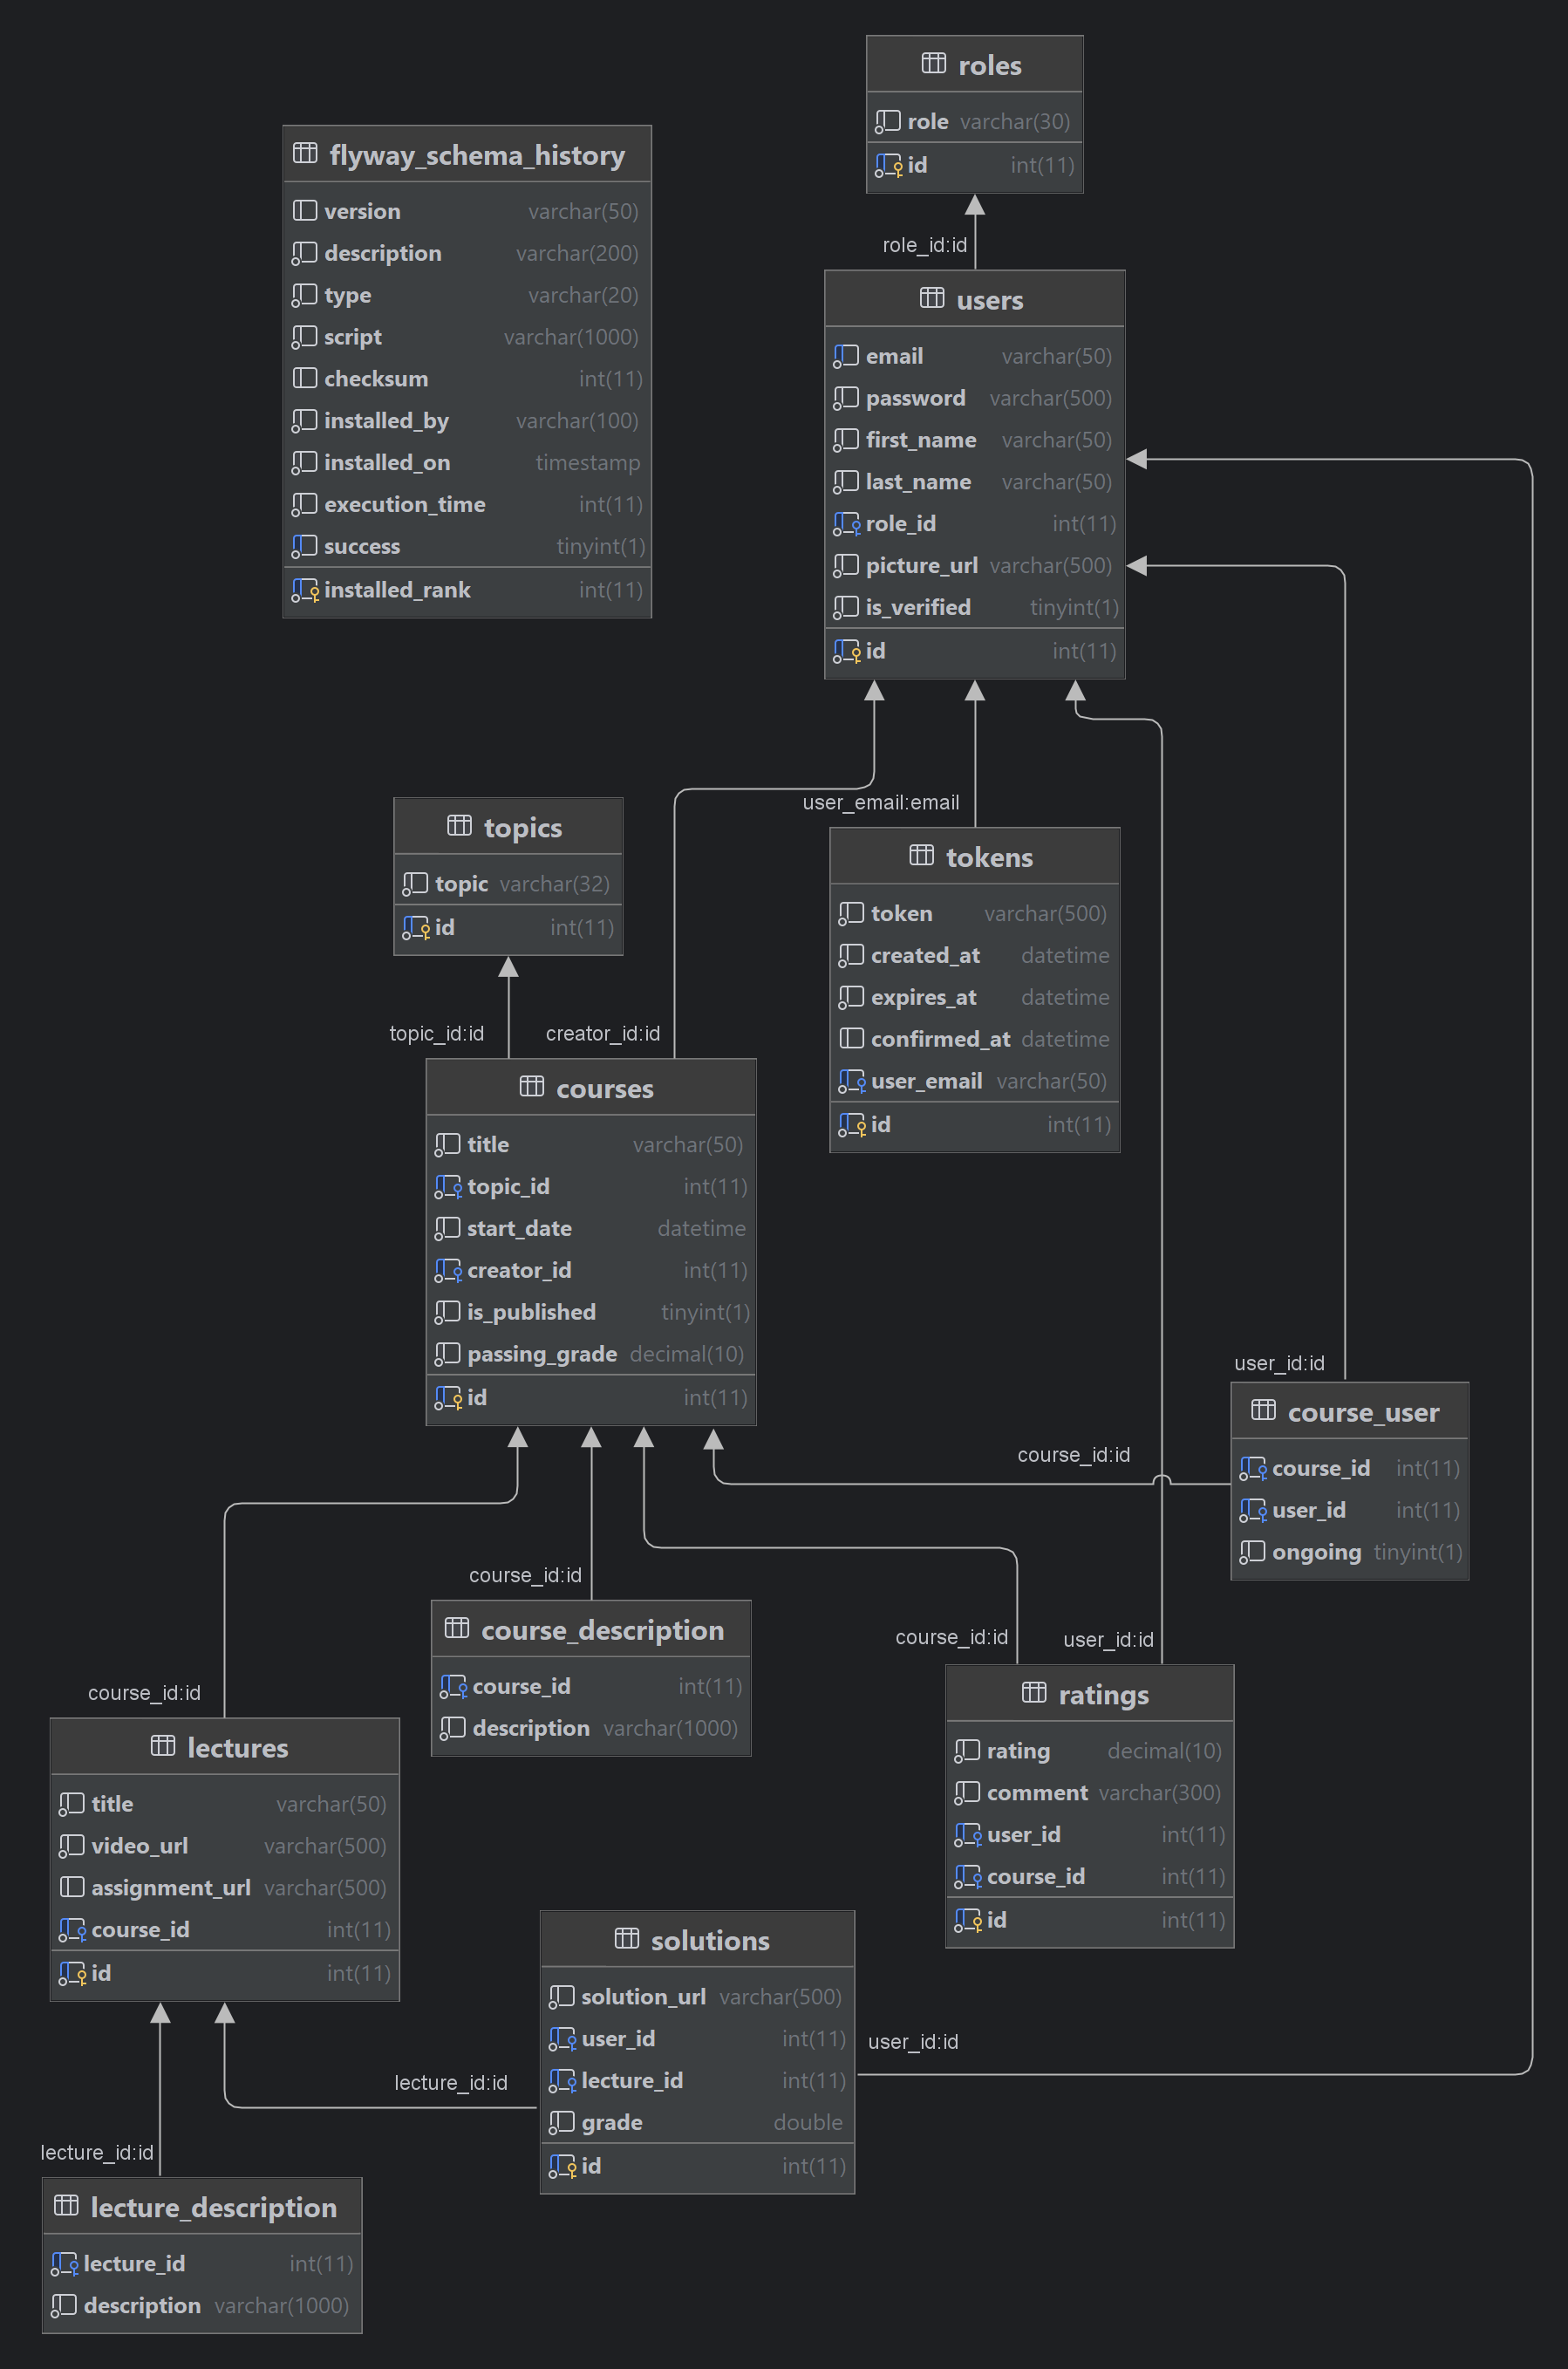 roles
role varchar(30)
id int(11)
flyway_schema_history
version varchar(50)
description varchar(200)
type varchar(20)
script varchar(1000)
checksum int(11)
installed_by varchar(100)
installed_on timestamp
execution_time int(11)
success tinyint(1)
installed_rank int(11)
role_id:id
users
email varchar(50)
password varchar(500)
first_name varchar(50)
last_name varchar(50)
role_id int(11)
picture_url varchar(500)
is_verified tinyint(1)
id int(11)
user_email:email
topics
topic varchar(32)
id int(11)
tokens
token varchar(500)
created_at datetime
expires_at datetime
confirmed_at datetime
user_email varchar(50)
id int(11)
topic_id:id
creator_id:id
courses
title varchar(50)
topic_id int(11)
start_date datetime
creator_id int(11)
is_published tinyint(1)
passing_grade decimal(10)
id int(11)
user_id:id
course_user
course_id int(11)
user_id int(11)
ongoing tinyint(1)
course_id:id
course_id:id
course_description
course_id int(11)
description varchar(1000)
course_id:id
user_id:id
ratings
rating decimal(10)
comment varchar(300)
user_id int(11)
course_id int(11)
id int(11)
course_id:id
lectures
title varchar(50)
video_url varchar(500)
assignment_url varchar(500)
course_id int(11)
id int(11)
solutions
solution_url varchar(500)
user_id int(11)
lecture_id int(11)
grade double
id int(11)
user_id:id
lecture_id:id
lecture_id:id
lecture_description
lecture_id int(11)
description varchar(1000)